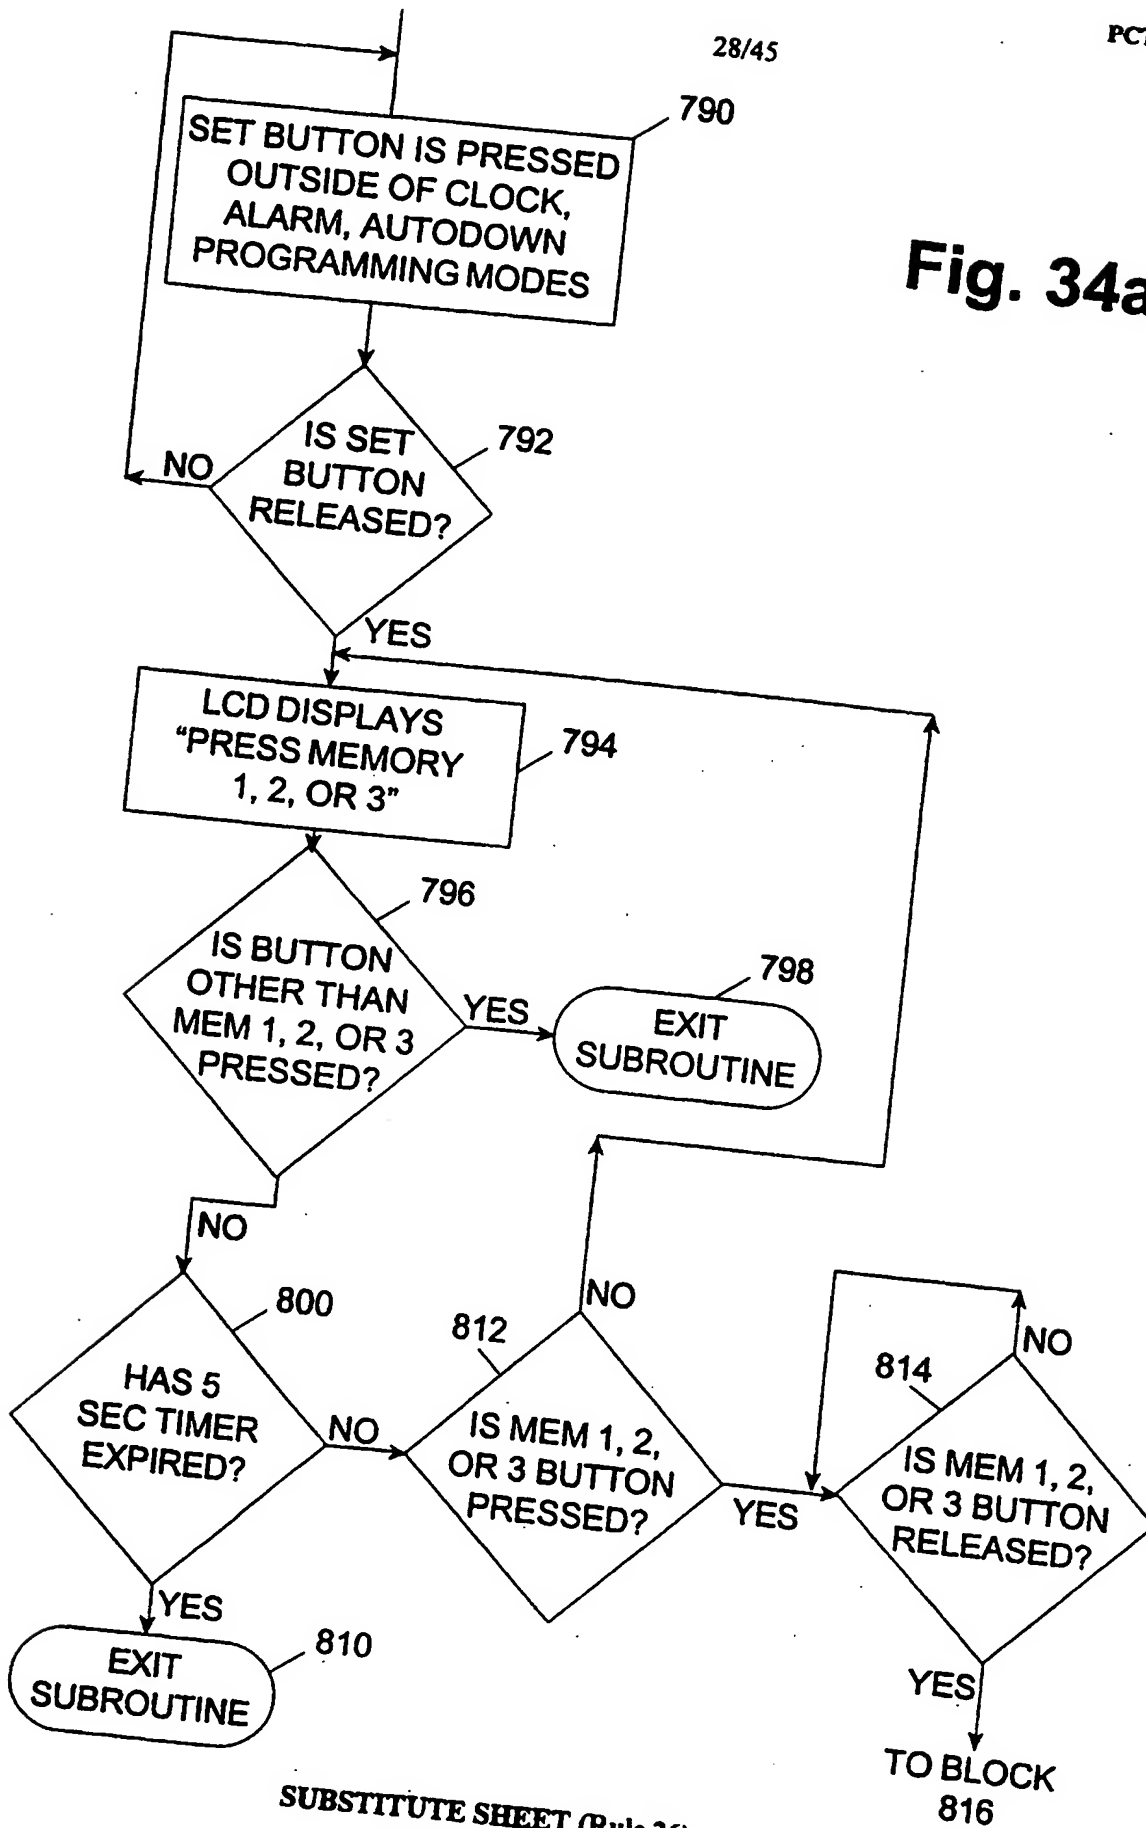 28/45
PCT
790
SET BUTTON IS PRESSED
OUTSIDE OF CLOCK,
ALARM, AUTODOWN
PROGRAMMING MODES
Fig. 34a
IS SET
BUTTON
RELEASED?
792
NO
YES
LCD DISPLAYS
“PRESS MEMORY
1, 2, OR 3”
794
796
IS BUTTON
OTHER THAN
MEM 1, 2, OR 3
PRESSED?
YES
798
EXIT
SUBROUTINE
NO
800
HAS 5
SEC TIMER
EXPIRED?
NO
812
NO
IS MEM 1, 2,
OR 3 BUTTON
PRESSED?
YES
814
NO
IS MEM 1, 2,
OR 3 BUTTON
RELEASED?
YES
810
EXIT
SUBROUTINE
YES
TO BLOCK
816
SUBSTITUTE SHEET (Rule 26)